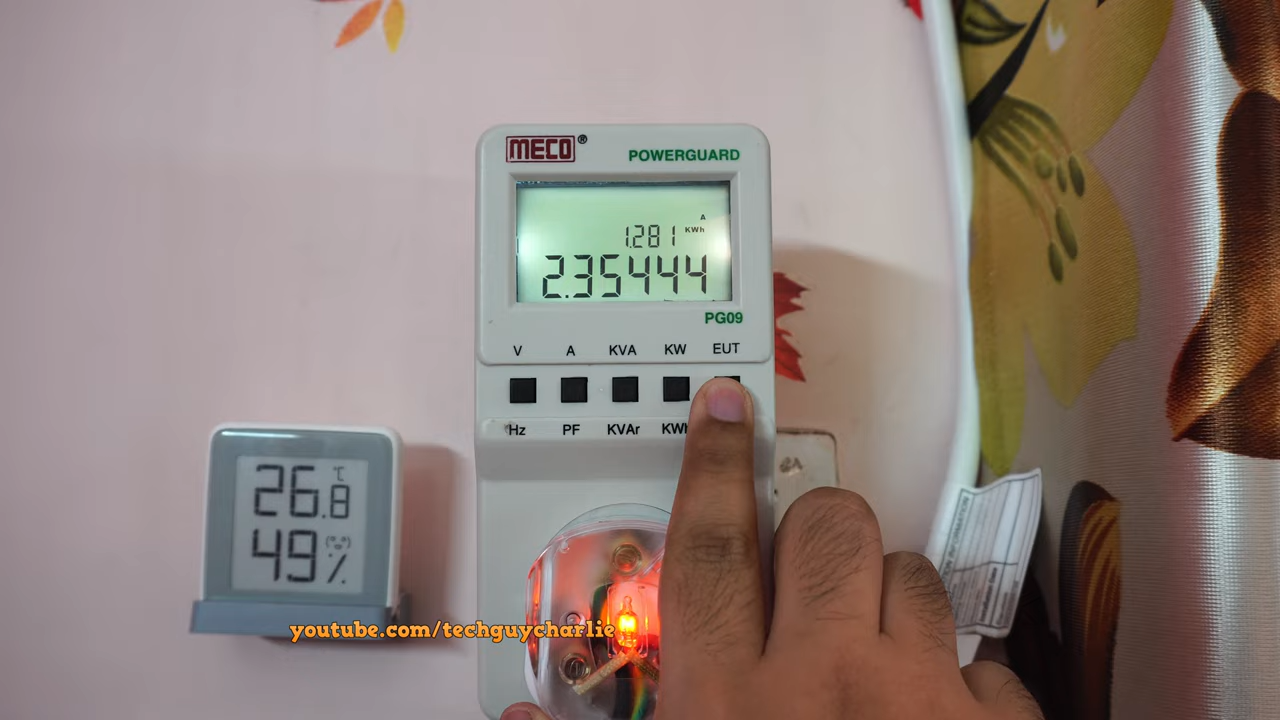 MECO®
POWERGUARD
A
1.281 KWh
2.35444
PG09
V A KVA KW EUT
Hz PF KVAr
26.8 °C
49%
youtube.com/techguycharlie